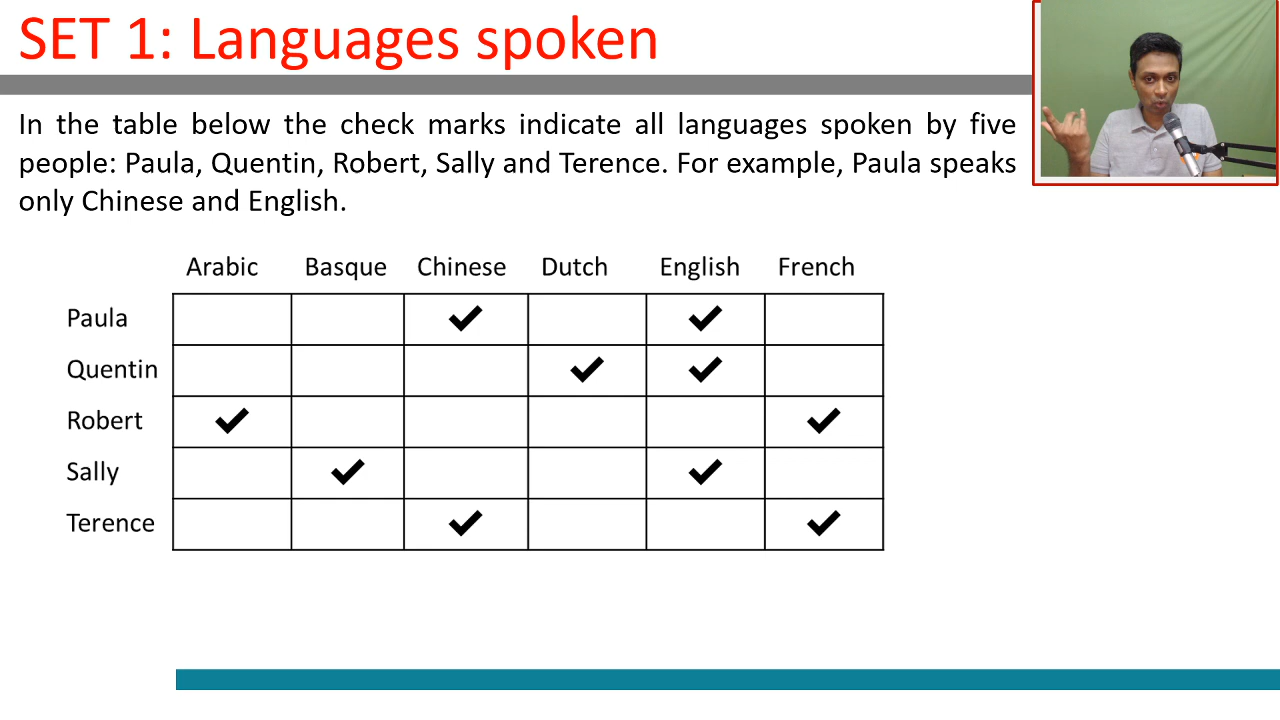 SET 1: Languages spoken
In the table below the check marks indicate all languages spoken by five
people: Paula, Quentin, Robert, Sally and Terence. For example, Paula speaks
only Chinese and English.
Arabic Basque Chinese Dutch English French
Paula ✔ ✔
Quentin ✔ ✔
Robert ✔ ✔
Sally ✔ ✔
Terence ✔ ✔